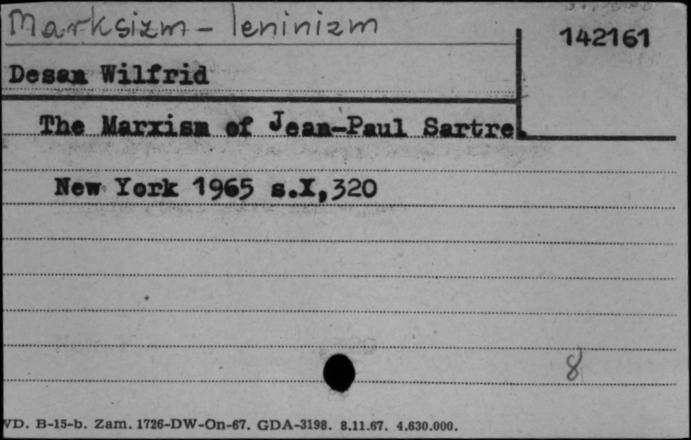 Marksizm - leninizm
142161
Desan Wilfrid
The Marxism of Jean-Paul Sartre.
New York 1965 s.X,320
8
VD. B-15-b. Zam. 1726-DW-On-67. GDA-3198. 8.11.67. 4.630.000.